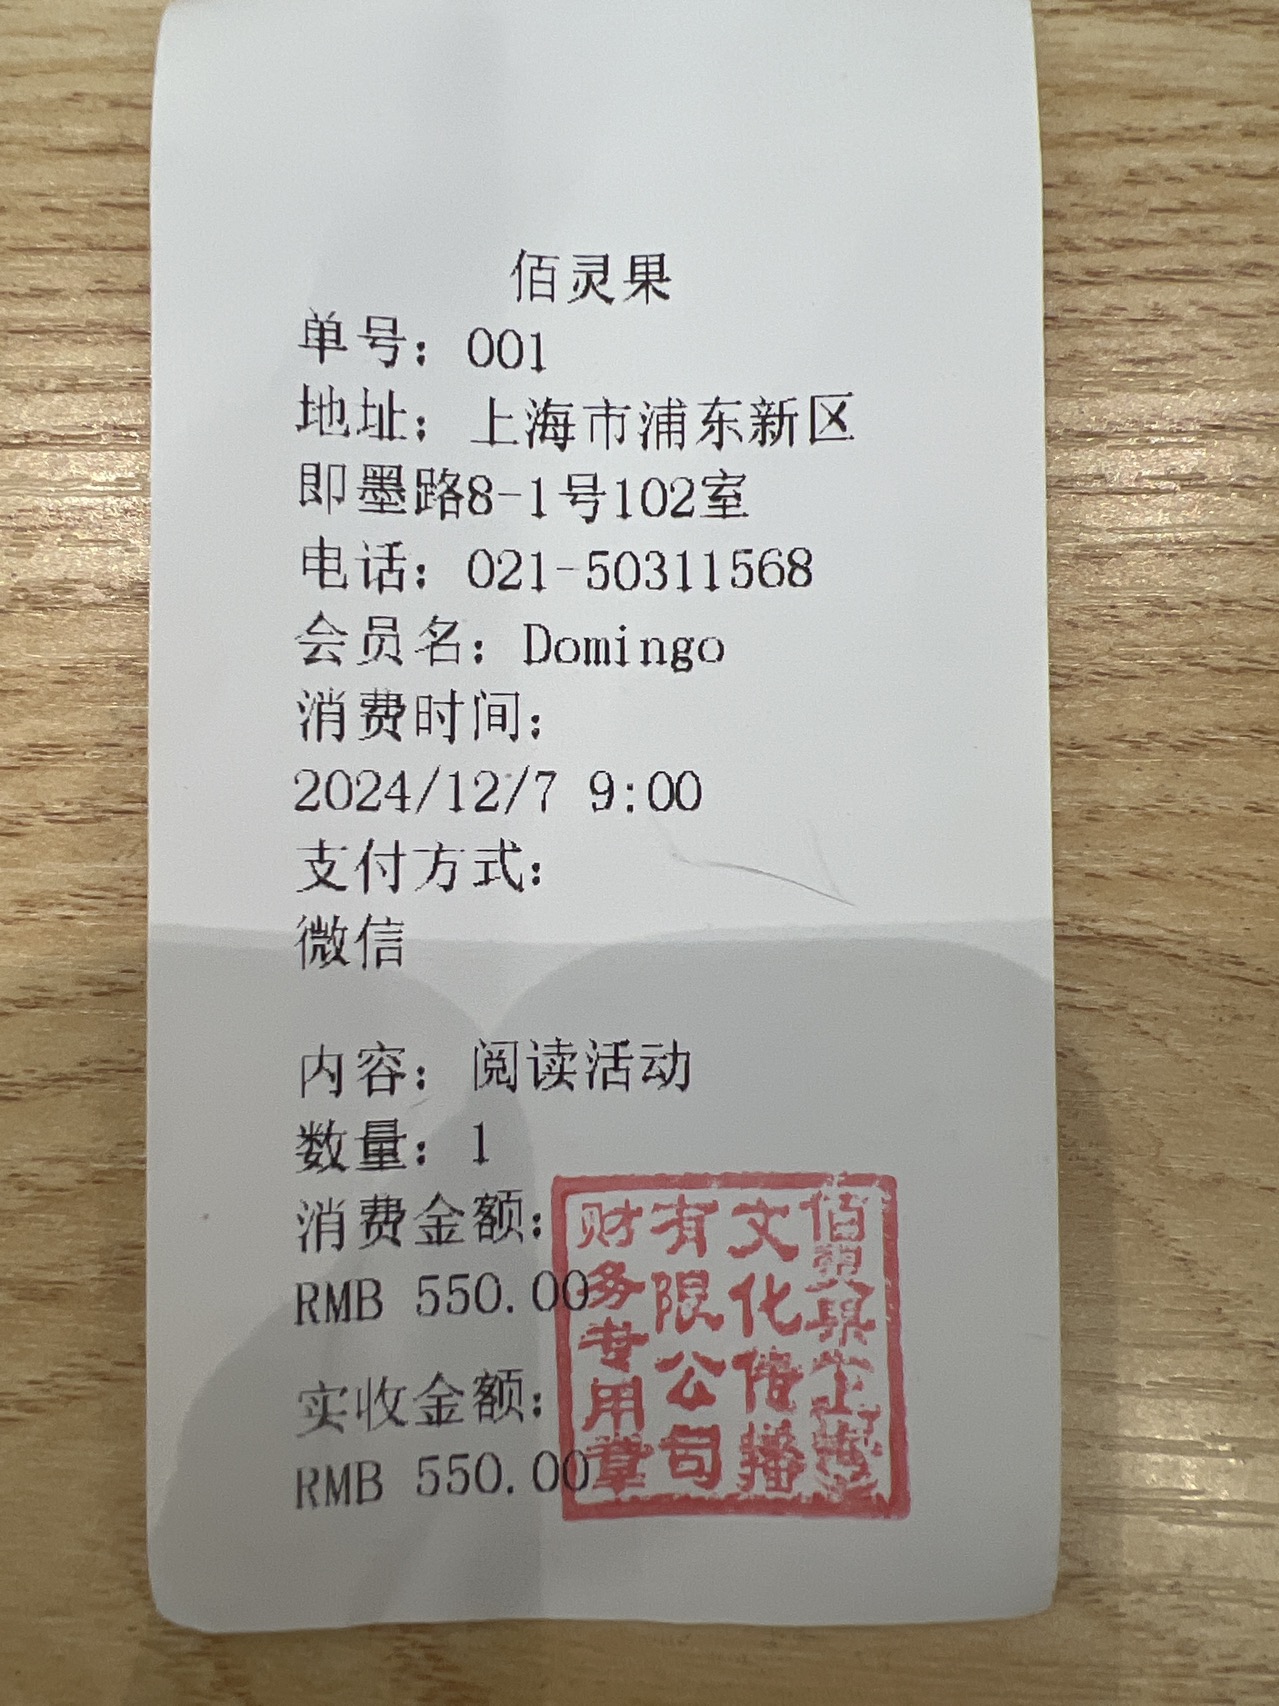 佰灵果
单号：001
地址：上海市浦东新区
即墨路8-1号102室
电话：021-50311568
会员名：Domingo
消费时间：
2024/12/7 9:00
支付方式：
微信
内容：阅读活动
数量：1
消费金额：
RMB 550.00
实收金额：
RMB 550.00
佰灵果上海
文化传播
有限公司
财务专用章